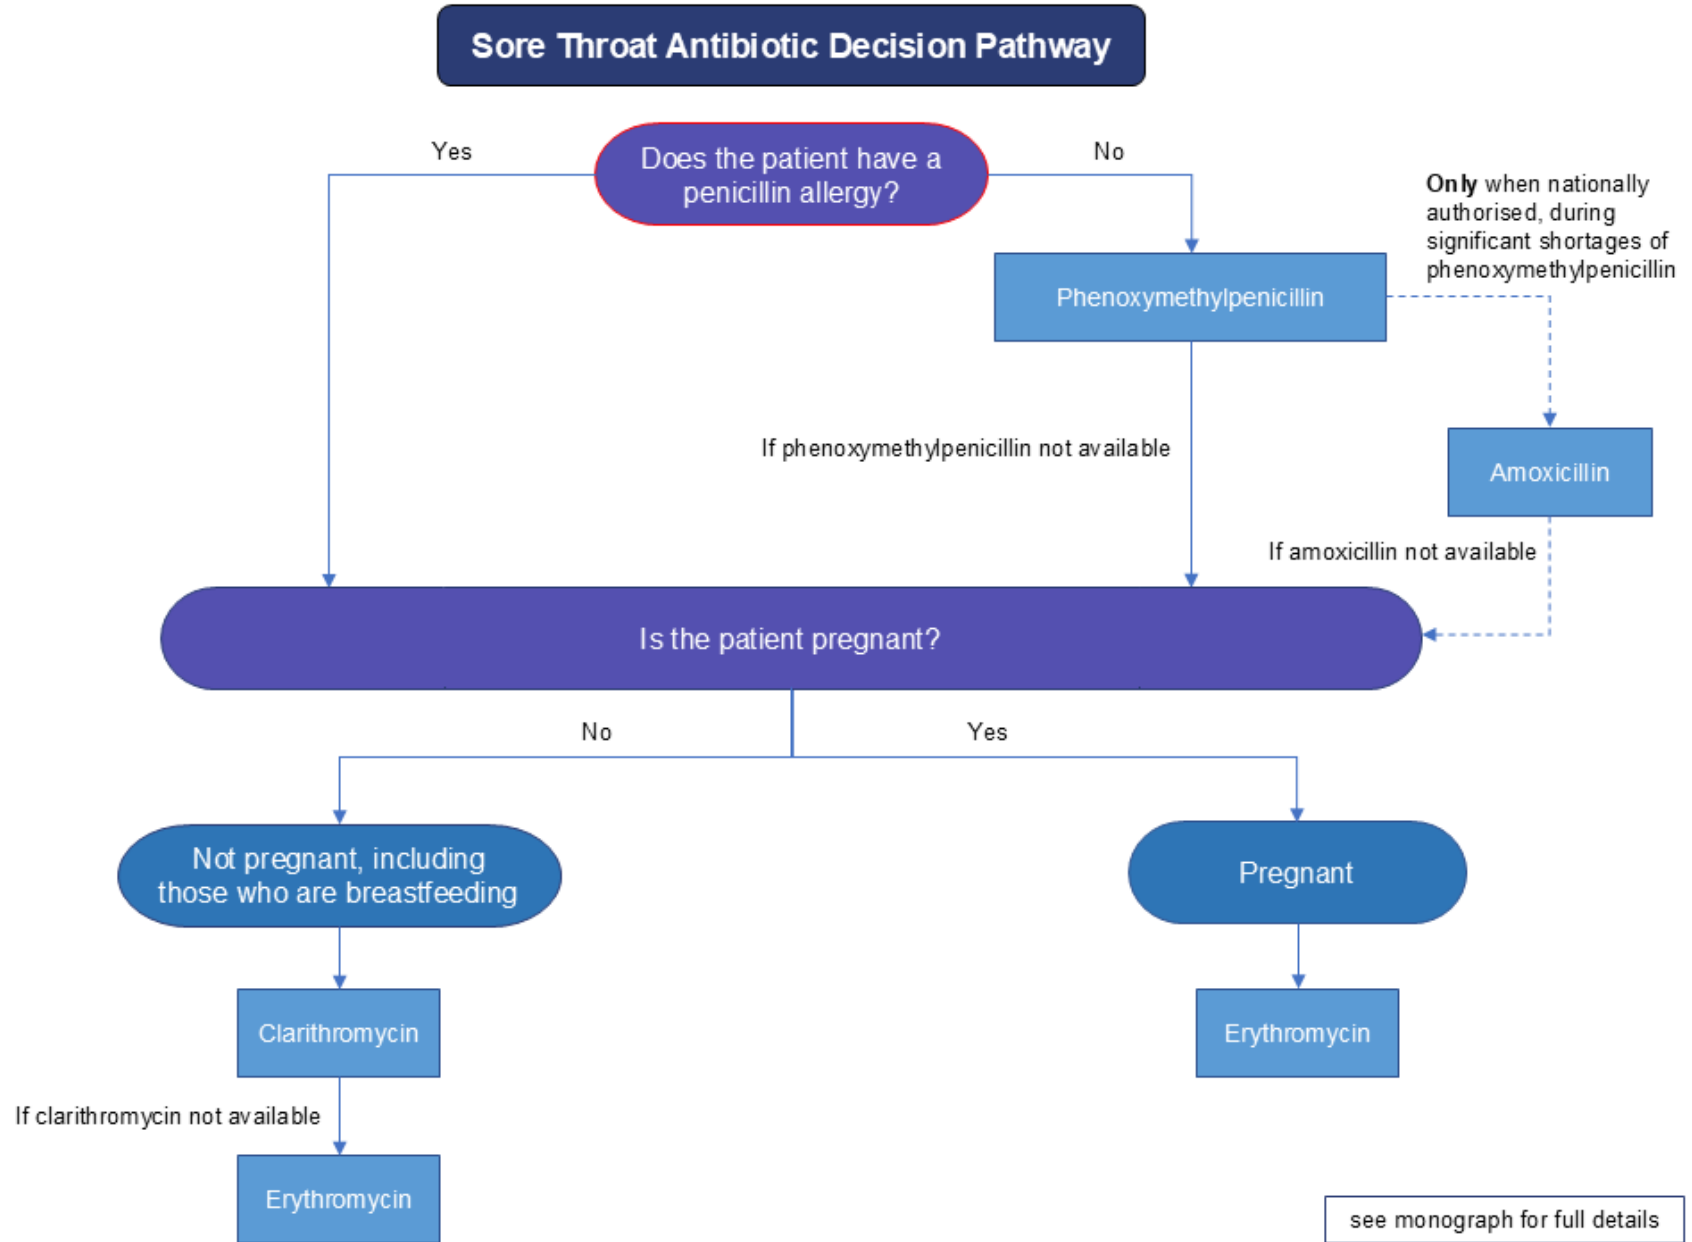 Sore Throat Antibiotic Decision Pathway
Yes
Does the patient have a
penicillin allergy?
No
Only when nationally
authorised, during
significant shortages of
phenoxymethylpenicillin
Phenoxymethylpenicillin
If phenoxymethylpenicillin not available
Amoxicillin
If amoxicillin not available
Is the patient pregnant?
No
Yes
Not pregnant, including
those who are breastfeeding
Pregnant
Clarithromycin
Erythromycin
If clarithromycin not available
Erythromycin
see monograph for full details